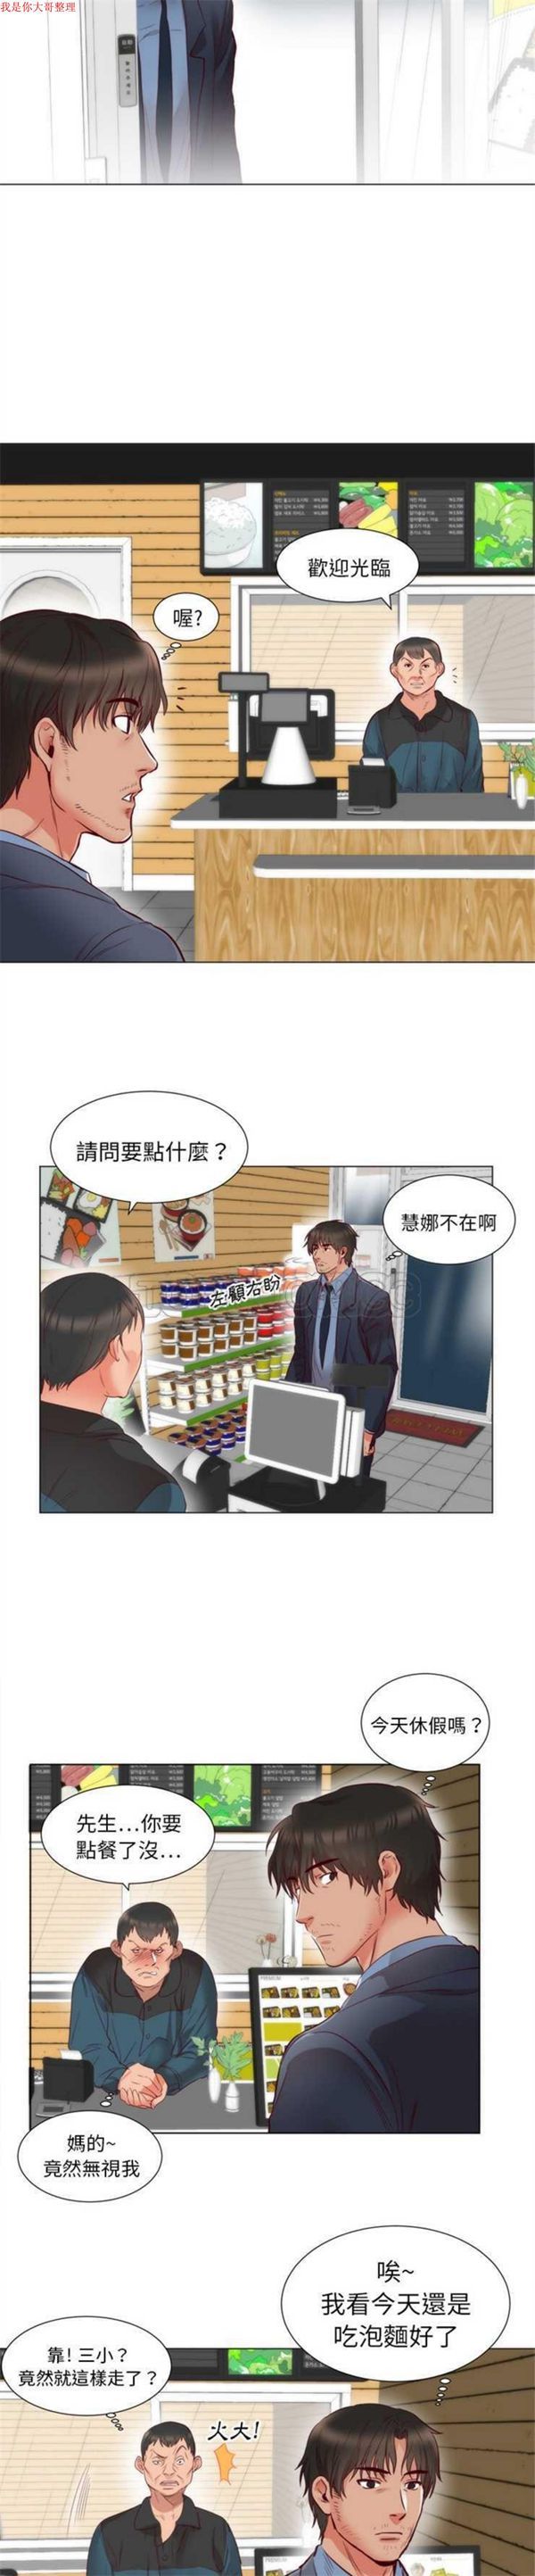 我是你大哥整理
歡迎光臨
喔?
請問要點什麼？
慧娜不在啊
左顧右盼
今天休假嗎？
先生...你要
點餐了沒...
媽的~
竟然無視我
唉~
我看今天還是
吃泡麵好了
靠! 三小？
竟然就這樣走了？
火大!